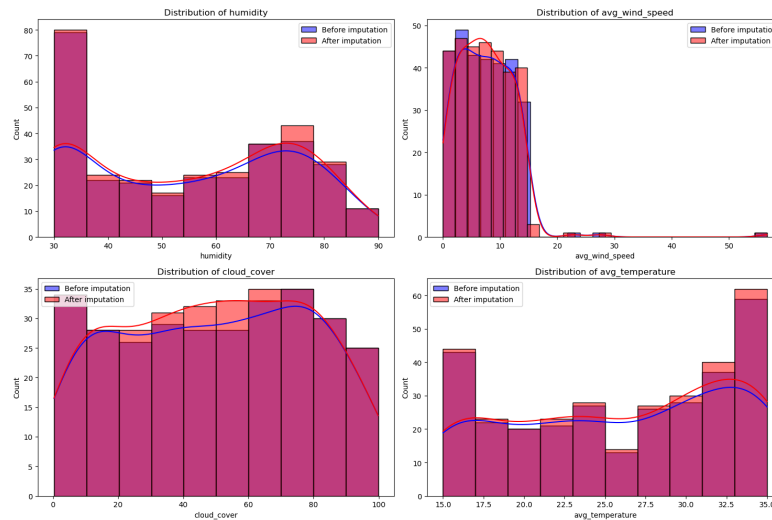 Distribution of humidity
Before imputation
After imputation
Count
80
70
60
50
40
30
20
10
0
30 40 50 60 70 80 90
humidity
Distribution of avg_wind_speed
Before imputation
After imputation
Count
50
40
30
20
10
0
0 10 20 30 40 50
avg_wind_speed
Distribution of cloud_cover
Before imputation
After imputation
Count
35
30
25
20
15
10
5
0
0 20 40 60 80 100
cloud_cover
Distribution of avg_temperature
Before imputation
After imputation
Count
60
50
40
30
20
10
0
15.0 17.5 20.0 22.5 25.0 27.5 30.0 32.5 35.0
avg_temperature